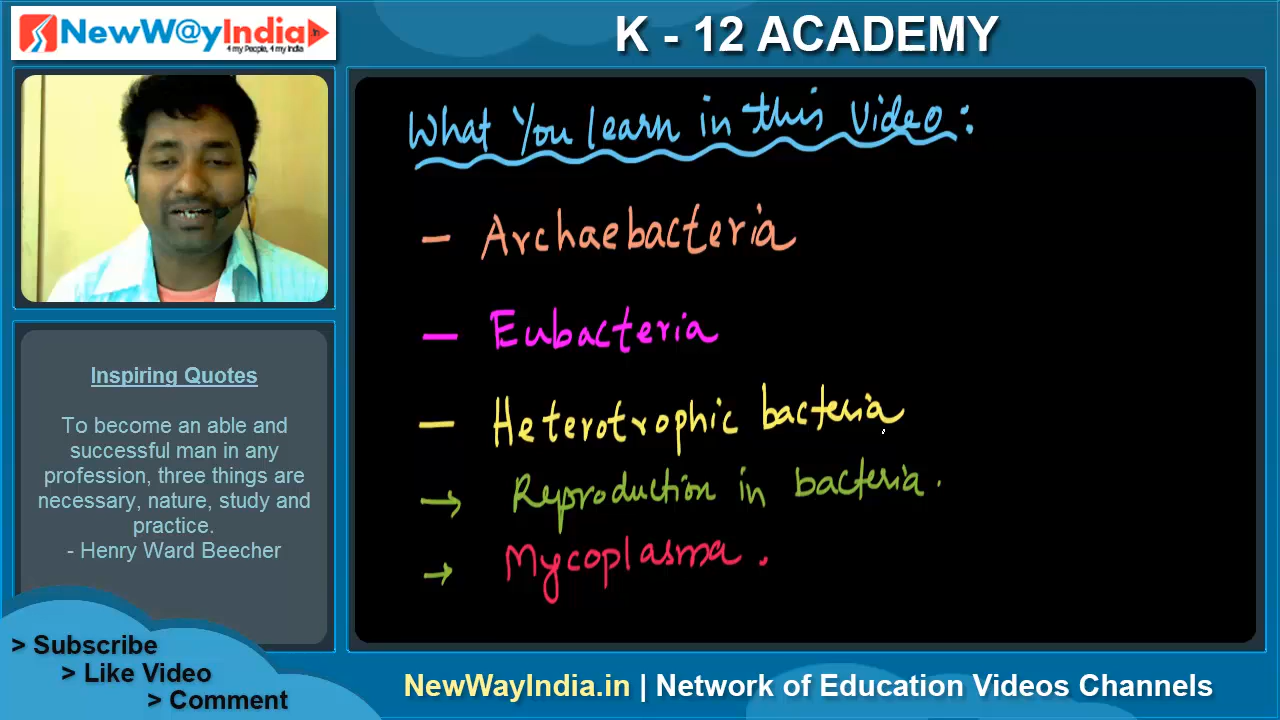 NewW@yIndia.in
4 my People, 4 my India
K - 12 ACADEMY
What You learn in this Video:
- Archaebacteria
- Eubacteria
- Heterotrophic bacteria
→ Reproduction in bacteria.
→ Mycoplasma.
Inspiring Quotes
To become an able and
successful man in any
profession, three things are
necessary, nature, study and
practice.
- Henry Ward Beecher
> Subscribe
> Like Video
> Comment
NewWayIndia.in | Network of Education Videos Channels